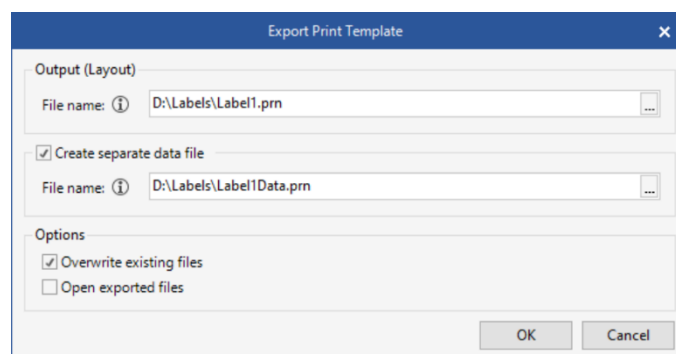 Export Print Template
Output (Layout)
File name: D:\Labels\Label1.prn ...
Create separate data file
File name: D:\Labels\Label1Data.prn ...
Options
Overwrite existing files
Open exported files
OK Cancel